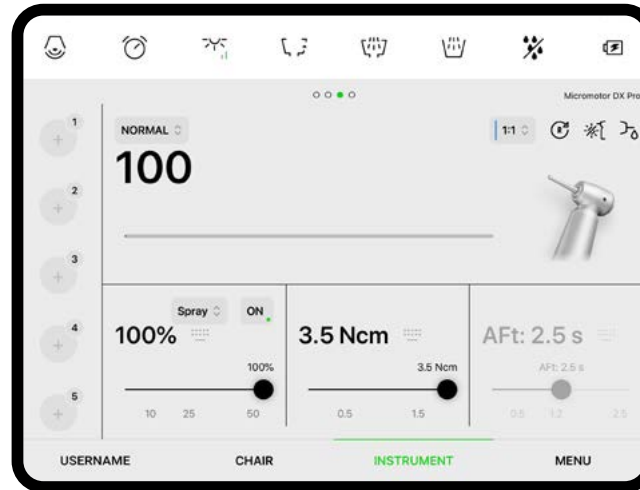 Micromotor DX Pro
1
2
3
4
5
NORMAL
1:1
100
Spray ON
100%
100%
10 25 50
3.5 Ncm
3.5 Ncm
0.5 1.5
AFt: 2.5 s
AFt: 2.5 s
0.5 1.2 2.5
USERNAME CHAIR INSTRUMENT MENU